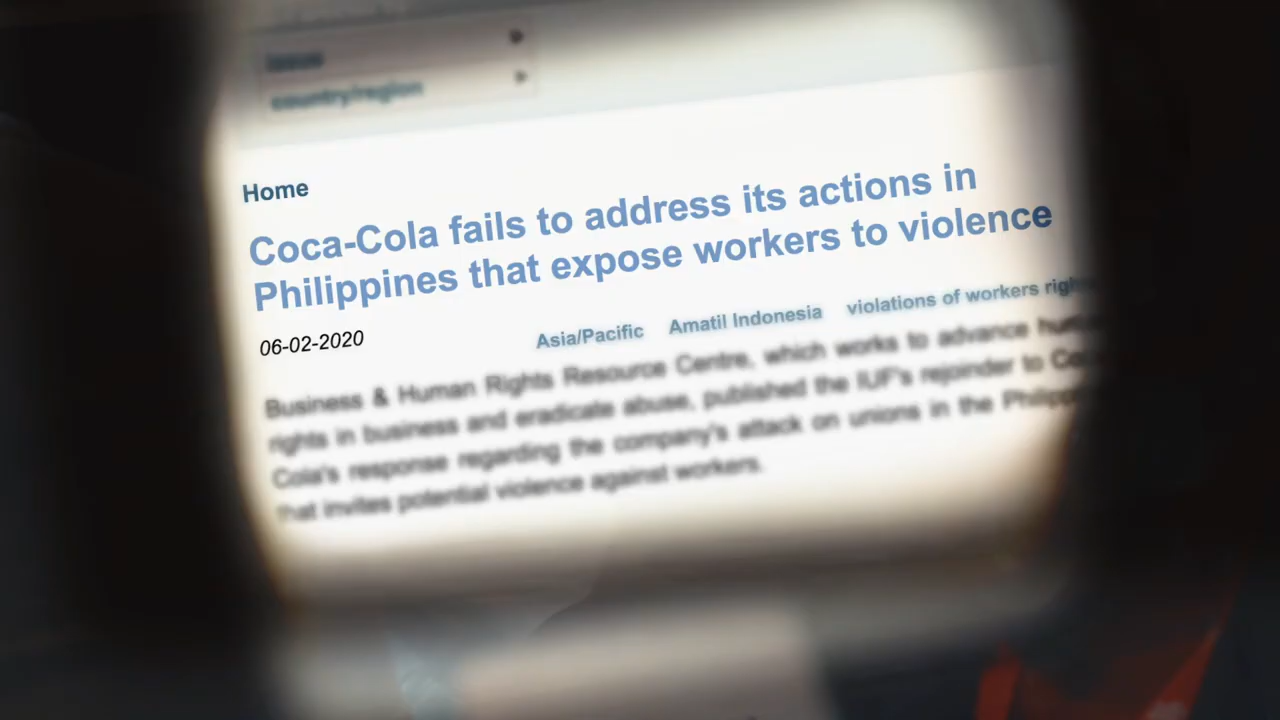 issue
country/region
Home
Coca-Cola fails to address its actions in
Philippines that expose workers to violence
06-02-2020
Asia/Pacific Amatil Indonesia violations of workers
Business & Human Rights Resource Centre, which works to advance
rights in business and eradicate abuse, published the IUF's rejoinder to
Cola's response regarding the company's attack on unions in the
that invites potential violence against workers.